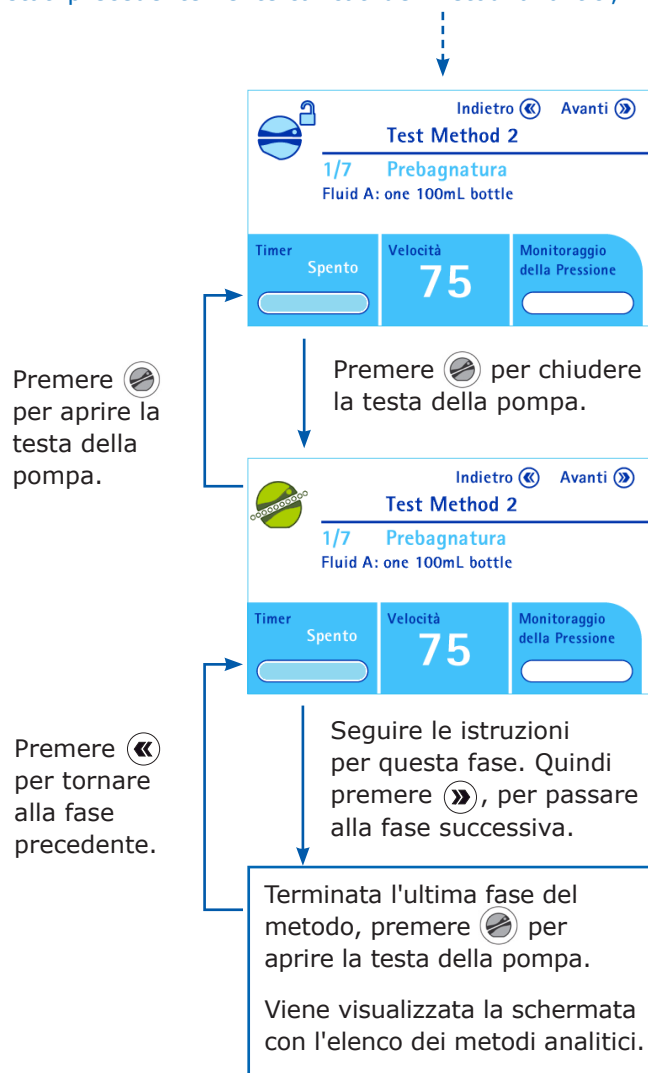 Indietro Avanti
Test Method 2
1/7 Prebagnatura
Fluid A: one 100mL bottle
Timer
Spento
Velocità
75
Monitoraggio
della Pressione
Premere
per aprire la
testa della
pompa.
Premere per chiudere
la testa della pompa.
Indietro Avanti
Test Method 2
1/7 Prebagnatura
Fluid A: one 100mL bottle
Timer
Spento
Velocità
75
Monitoraggio
della Pressione
Premere
per tornare
alla fase
precedente.
Seguire le istruzioni
per questa fase. Quindi
premere , per passare
alla fase successiva.
Terminata l'ultima fase del
metodo, premere per
aprire la testa della pompa.
Viene visualizzata la schermata
con l'elenco dei metodi analitici.